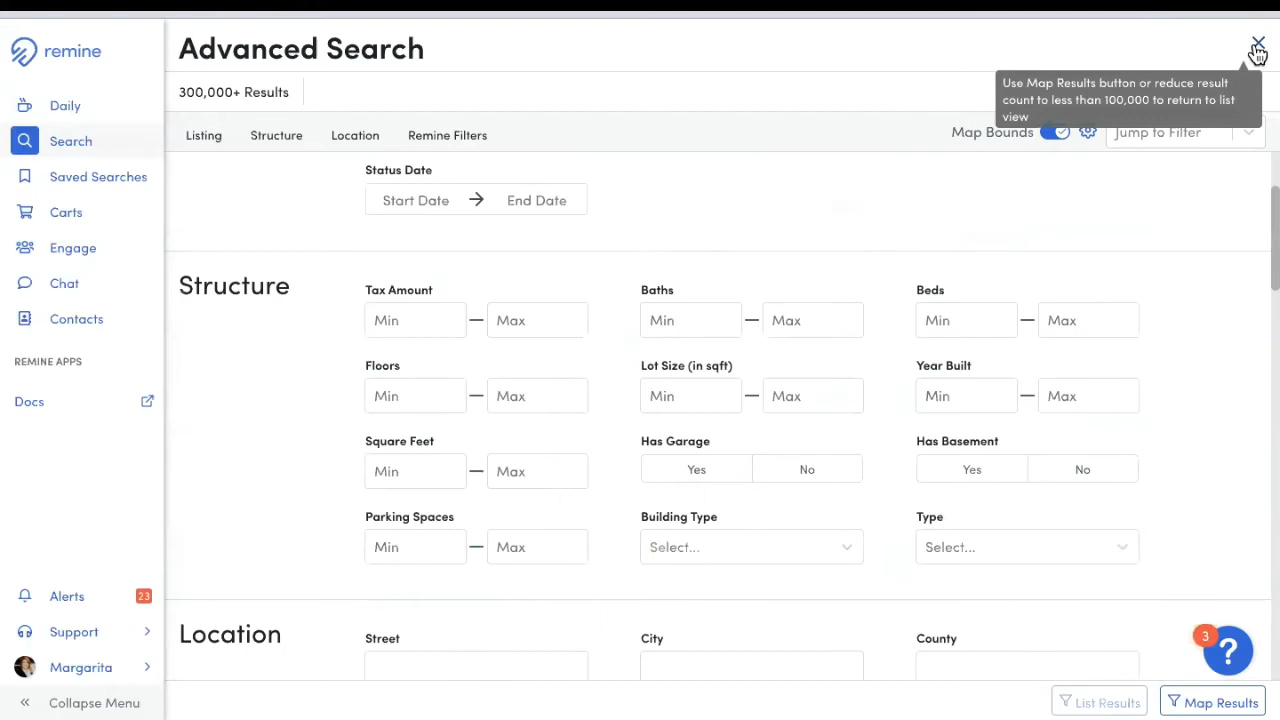 remine
Advanced Search
300,000+ Results
Use Map Results button or reduce result
count to less than 100,000 to return to list
view
Daily
Search
Saved Searches
Carts
Engage
Chat
Contacts
REMINE APPS
Docs
Alerts 23
Support
Margarita
Collapse Menu
Listing Structure Location Remine Filters Map Bounds Jump to Filter
Status Date
Start Date End Date
Structure
Tax Amount Baths Beds
Min Max Min Max Min Max
Floors Lot Size (in sqft) Year Built
Min Max Min Max Min Max
Square Feet Has Garage Has Basement
Min Max Yes No Yes No
Parking Spaces Building Type Type
Min Max Select... Select...
Location
Street City County
3
?
List Results Map Results